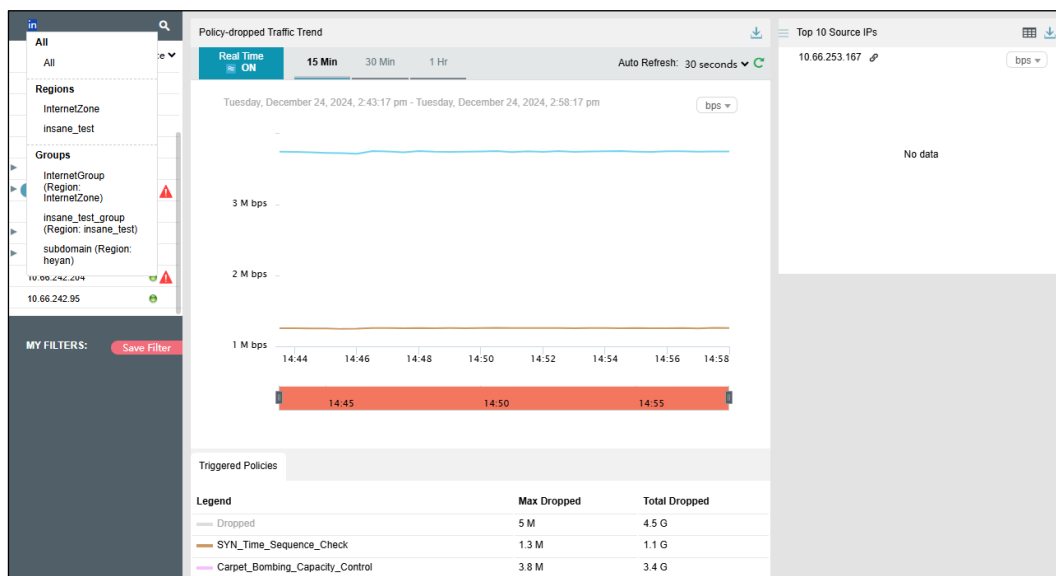 in
All
All
Regions
InternetZone
insane_test
Groups
InternetGroup
(Region:
InternetZone)
insane_test_group
(Region: insane_test)
subdomain (Region:
heyan)
10.66.242.204
10.66.242.95
MY FILTERS:
Save Filter
Policy-dropped Traffic Trend
Real Time
ON
15 Min
30 Min
1 Hr
Auto Refresh: 30 seconds
Tuesday, December 24, 2024, 2:43:17 pm - Tuesday, December 24, 2024, 2:58:17 pm
bps
3 M bps
2 M bps
1 M bps
14:44 14:46 14:48 14:50 14:52 14:54 14:56 14:58
14:45 14:50 14:55
Triggered Policies
Legend Max Dropped Total Dropped
Dropped 5 M 4.5 G
SYN_Time_Sequence_Check 1.3 M 1.1 G
Carpet_Bombing_Capacity_Control 3.8 M 3.4 G
Top 10 Source IPs
10.66.253.167
bps
No data